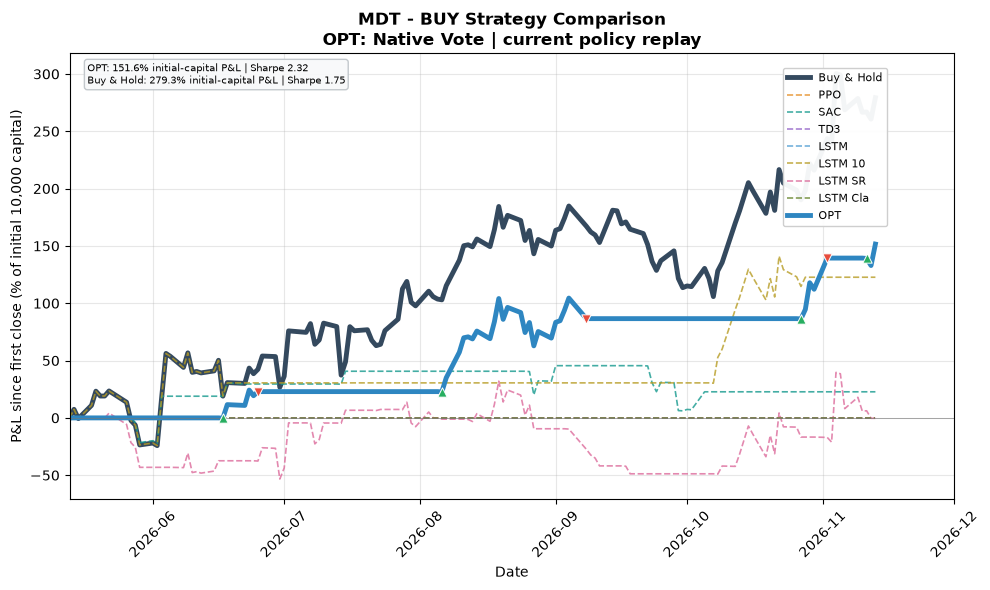 MDT - BUY Strategy Comparison
OPT: Native Vote | current policy replay
OPT: 151.6% initial-capital P&L | Sharpe 2.32
Buy & Hold: 279.3% initial-capital P&L | Sharpe 1.75
Buy & Hold
PPO
SAC
TD3
LSTM
LSTM 10
LSTM SR
LSTM Cla
OPT
P&L since first close (% of initial 10,000 capital)
300
250
200
150
100
50
0
−50
2026-06
2026-07
2026-08
2026-09
2026-10
2026-11
2026-12
Date